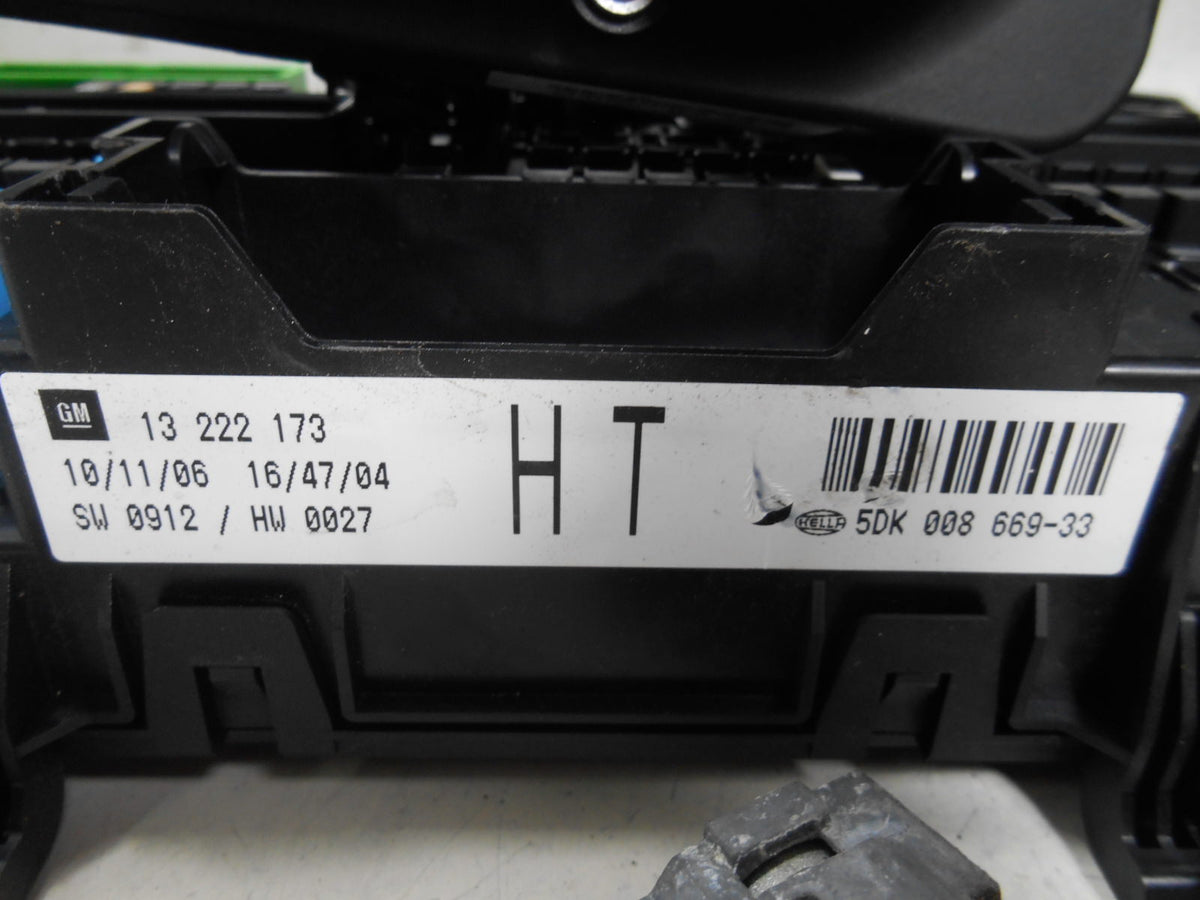 GM 13 222 173
10/11/06 16/47/04
SW 0912 / HW 0027
HT
HELLA 5DK 008 669-33